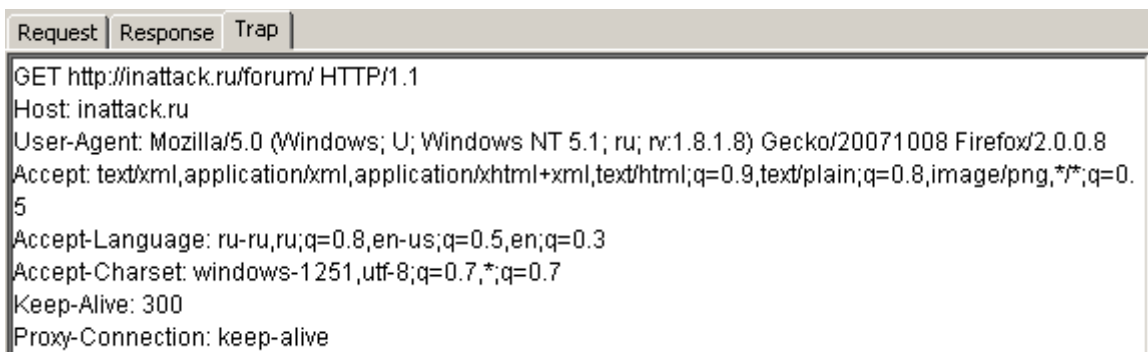 Request Response Trap
GET http://inattack.ru/forum/ HTTP/1.1
Host: inattack.ru
User-Agent: Mozilla/5.0 (Windows; U; Windows NT 5.1; ru; rv:1.8.1.8) Gecko/20071008 Firefox/2.0.0.8
Accept: text/xml,application/xml,application/xhtml+xml,text/html;q=0.9,text/plain;q=0.8,image/png,*/*;q=0.
5
Accept-Language: ru-ru,ru;q=0.8,en-us;q=0.5,en;q=0.3
Accept-Charset: windows-1251,utf-8;q=0.7,*;q=0.7
Keep-Alive: 300
Proxy-Connection: keep-alive